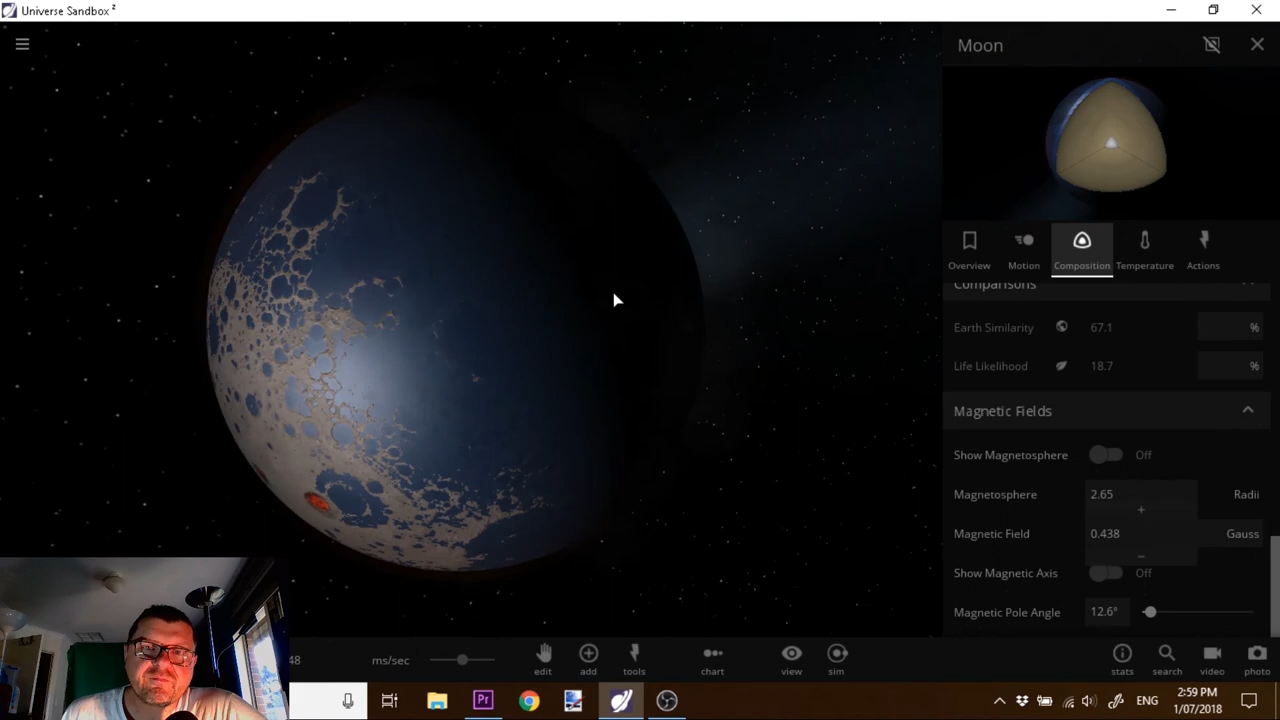 Universe Sandbox ²
Moon
Overview Motion Composition Temperature Actions
Comparisons
Earth Similarity 67.1 %
Life Likelihood 18.7 %
Magnetic Fields
Show Magnetosphere Off
Magnetosphere 2.65 Radii
+
Magnetic Field 0.438 Gauss
−
Show Magnetic Axis Off
Magnetic Pole Angle 12.6°
48 ms/sec
edit add tools chart view sim stats search video photo
Pr
ENG
2:59 PM
1/07/2018